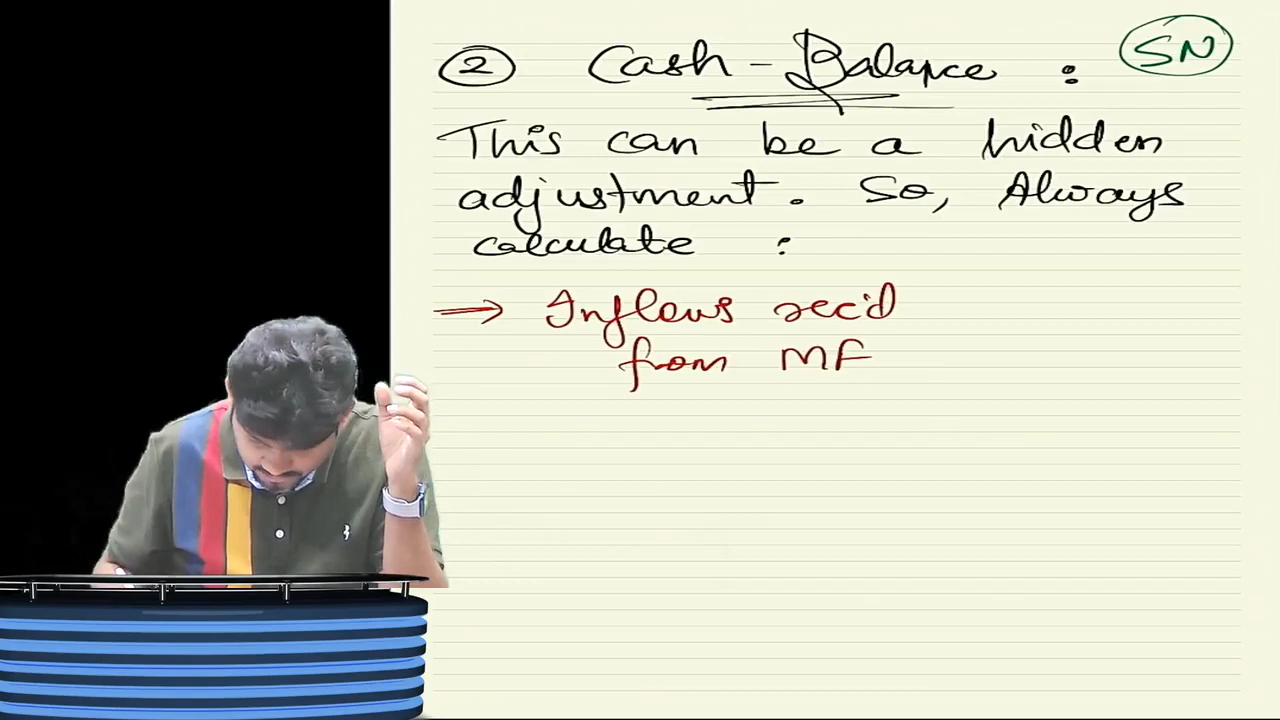 ② Cash - Balance : SN
This can be a hidden
adjustment. So, Always
calculate :
→ Inflows rec'd
from MF